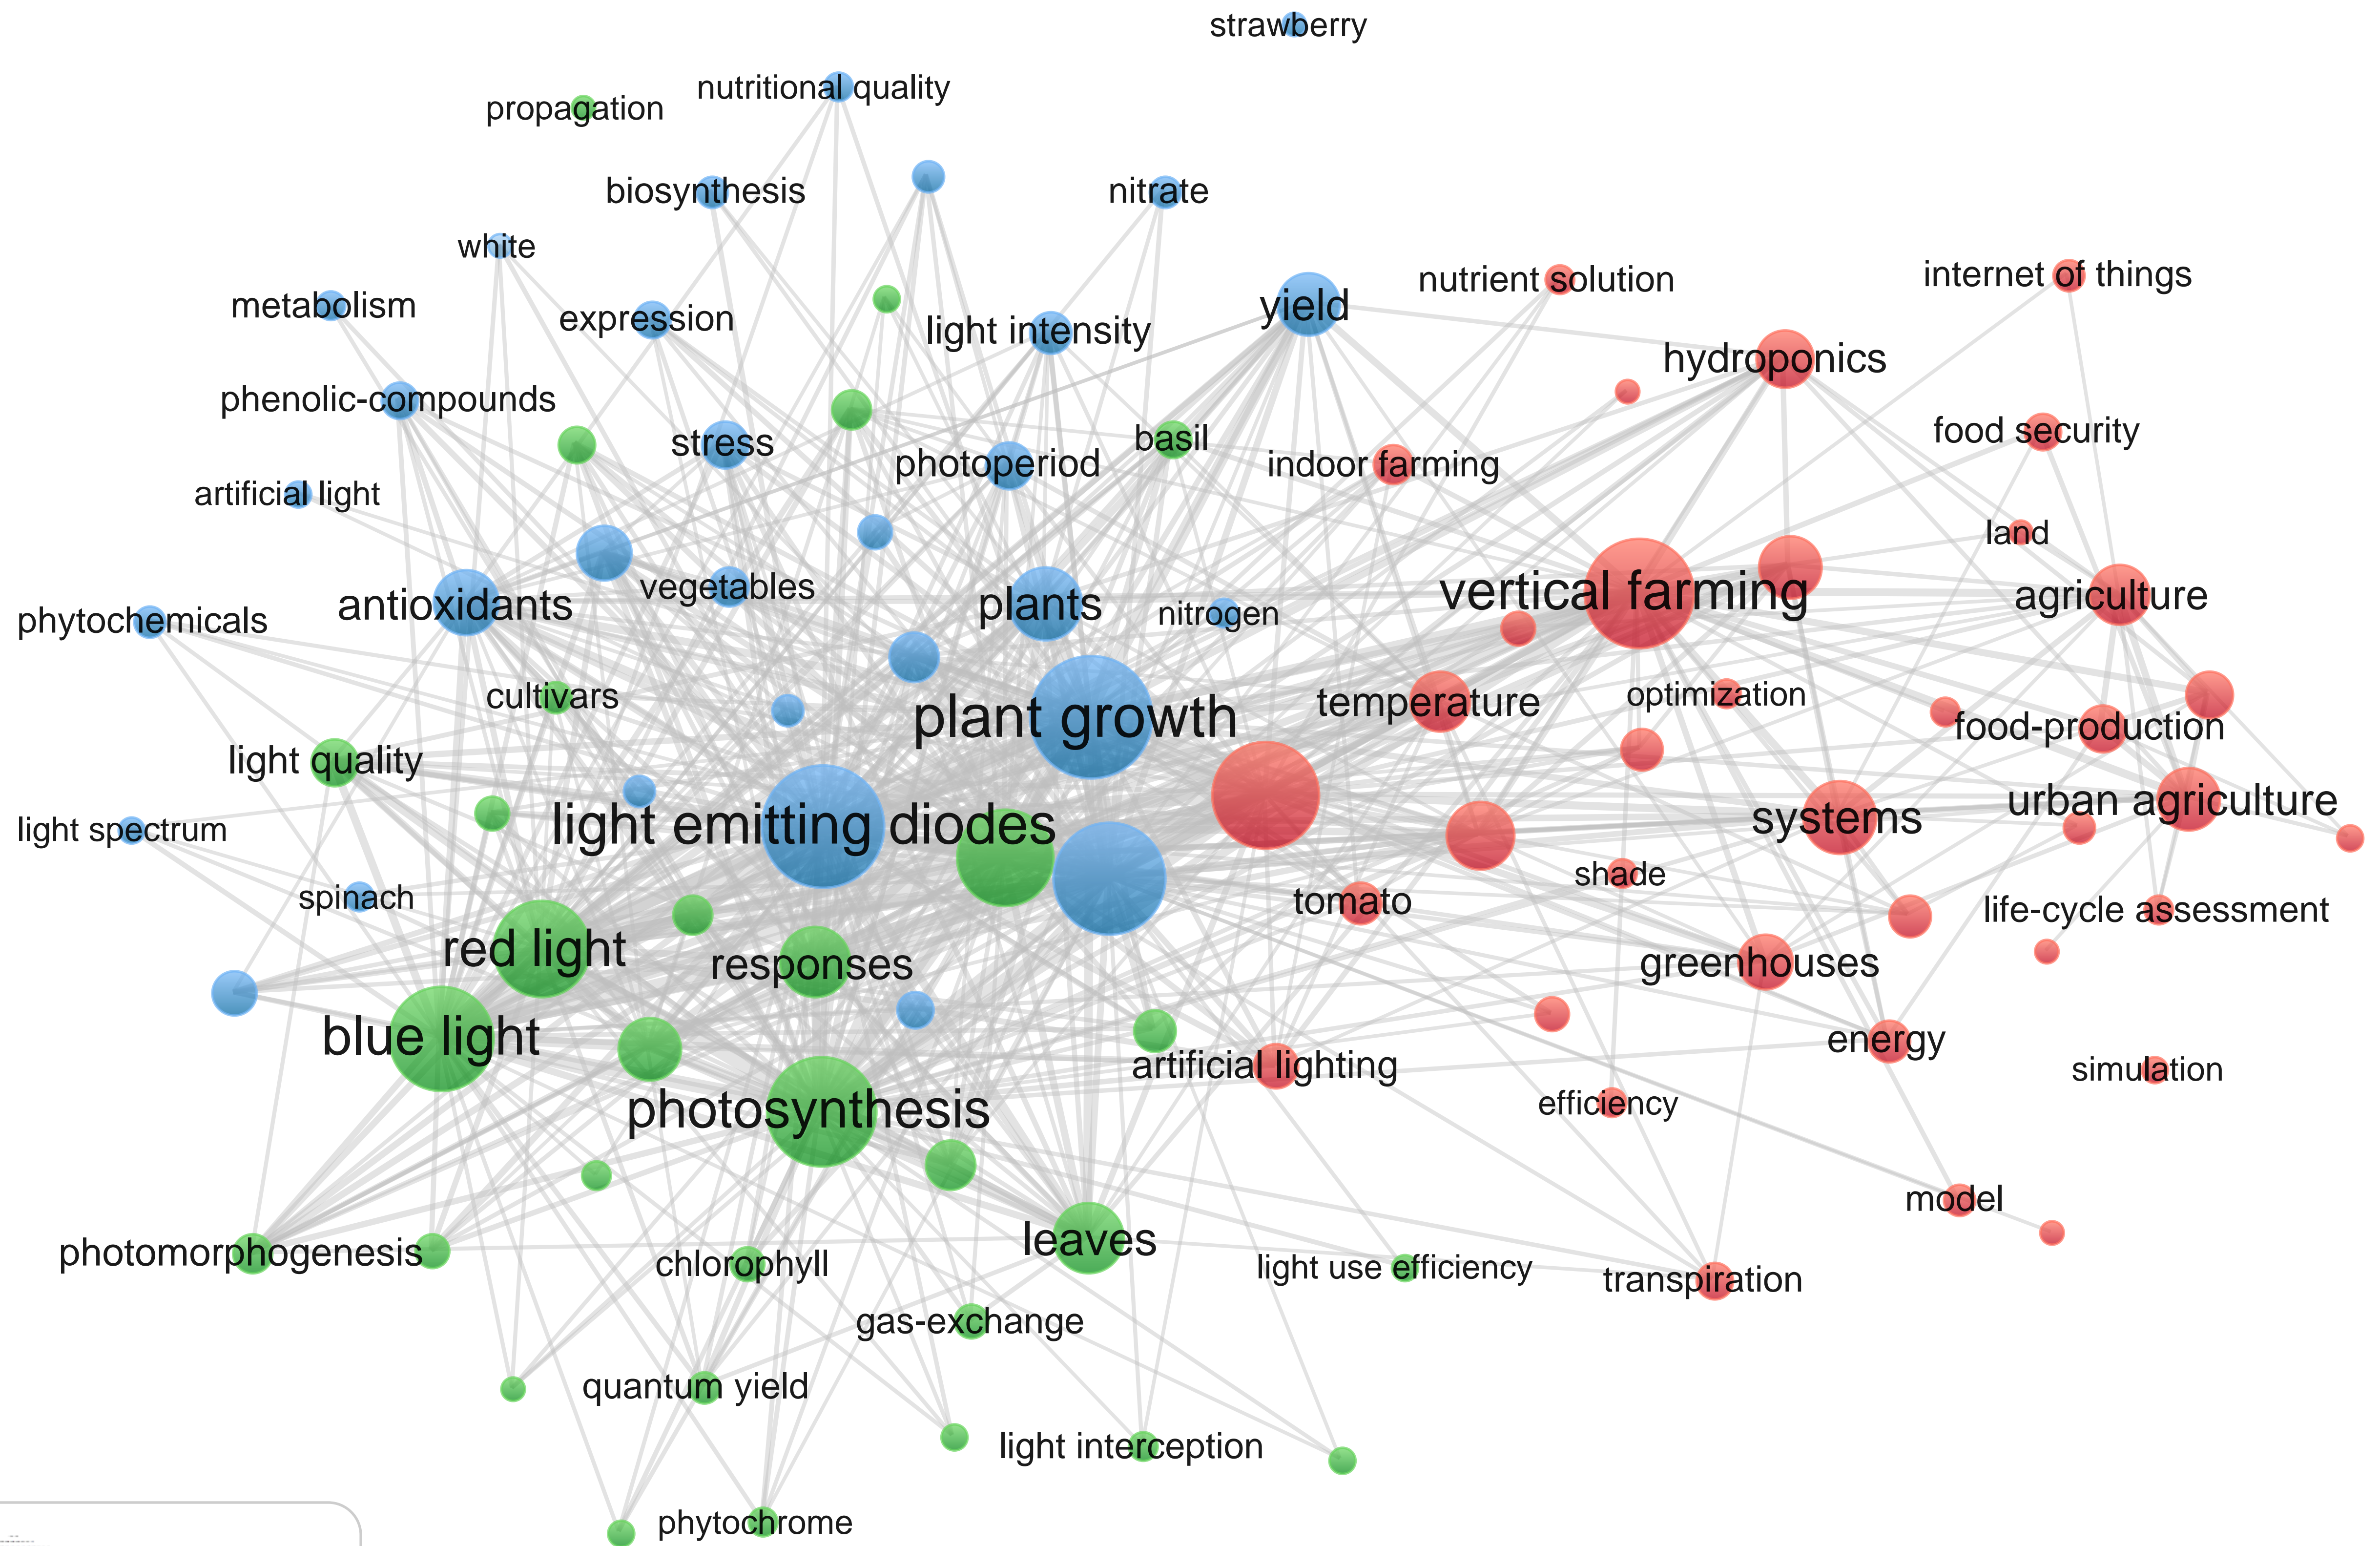 strawberry
nutritional quality
propagation
biosynthesis
nitrate
white
nutrient solution
internet of things
metabolism
yield
expression
light intensity
hydroponics
phenolic-compounds
food security
basil
stress
photoperiod
indoor farming
artificial light
land
vegetables
vertical farming
agriculture
antioxidants
plants
nitrogen
phytochemicals
cultivars
optimization
temperature
plant growth
food-production
light quality
urban agriculture
systems
light emitting diodes
light spectrum
shade
spinach
tomato
life-cycle assessment
red light
responses
greenhouses
blue light
energy
artificial lighting
simulation
efficiency
photosynthesis
model
leaves
photomorphogenesis
chlorophyll
light use efficiency
transpiration
gas-exchange
quantum yield
light interception
phytochrome